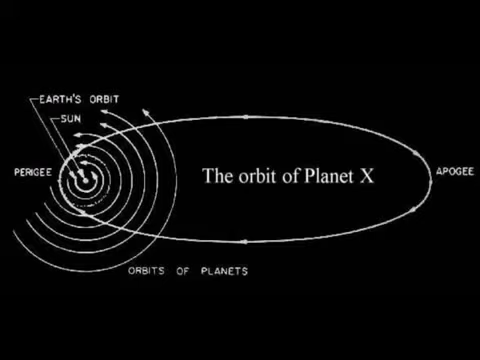 EARTH'S ORBIT
SUN
PERIGEE
The orbit of Planet X
APOGEE
ORBITS OF PLANETS